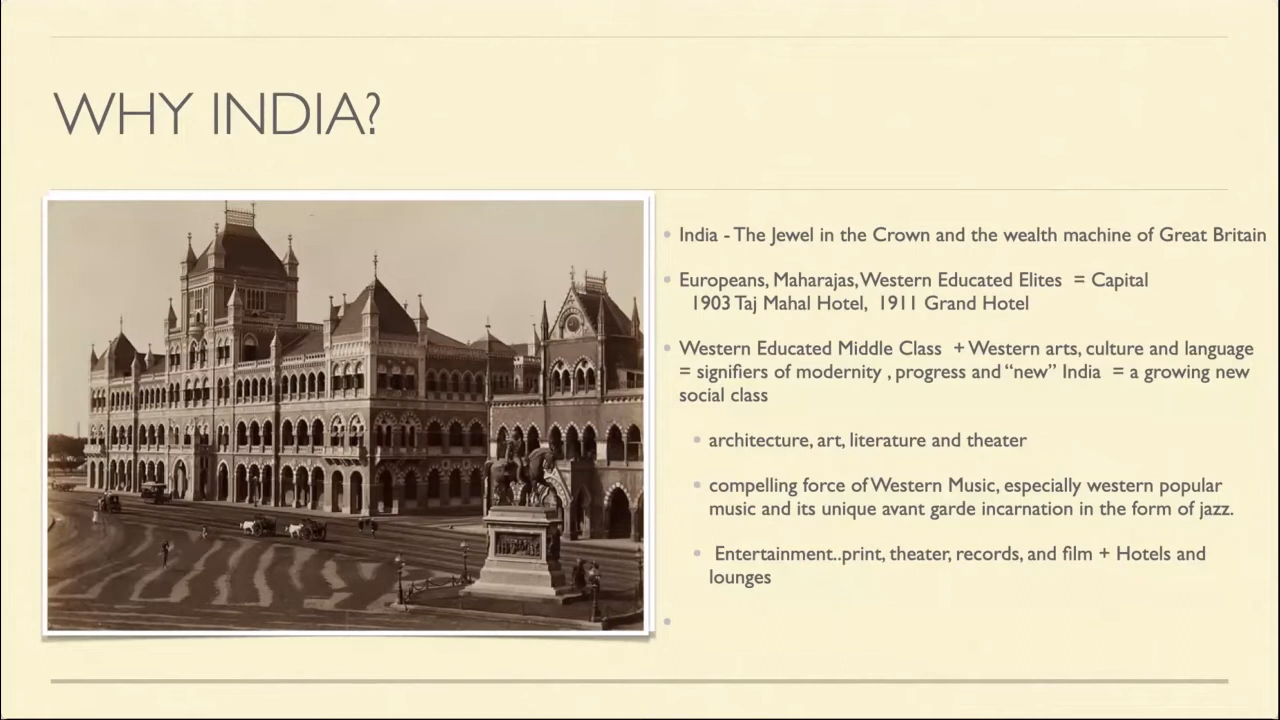 WHY INDIA?
India - The Jewel in the Crown and the wealth machine of Great Britain
Europeans, Maharajas, Western Educated Elites = Capital
1903 Taj Mahal Hotel, 1911 Grand Hotel
Western Educated Middle Class + Western arts, culture and language
= signifiers of modernity , progress and “new” India = a growing new
social class
architecture, art, literature and theater
compelling force of Western Music, especially western popular
music and its unique avant garde incarnation in the form of jazz.
Entertainment..print, theater, records, and film + Hotels and
lounges